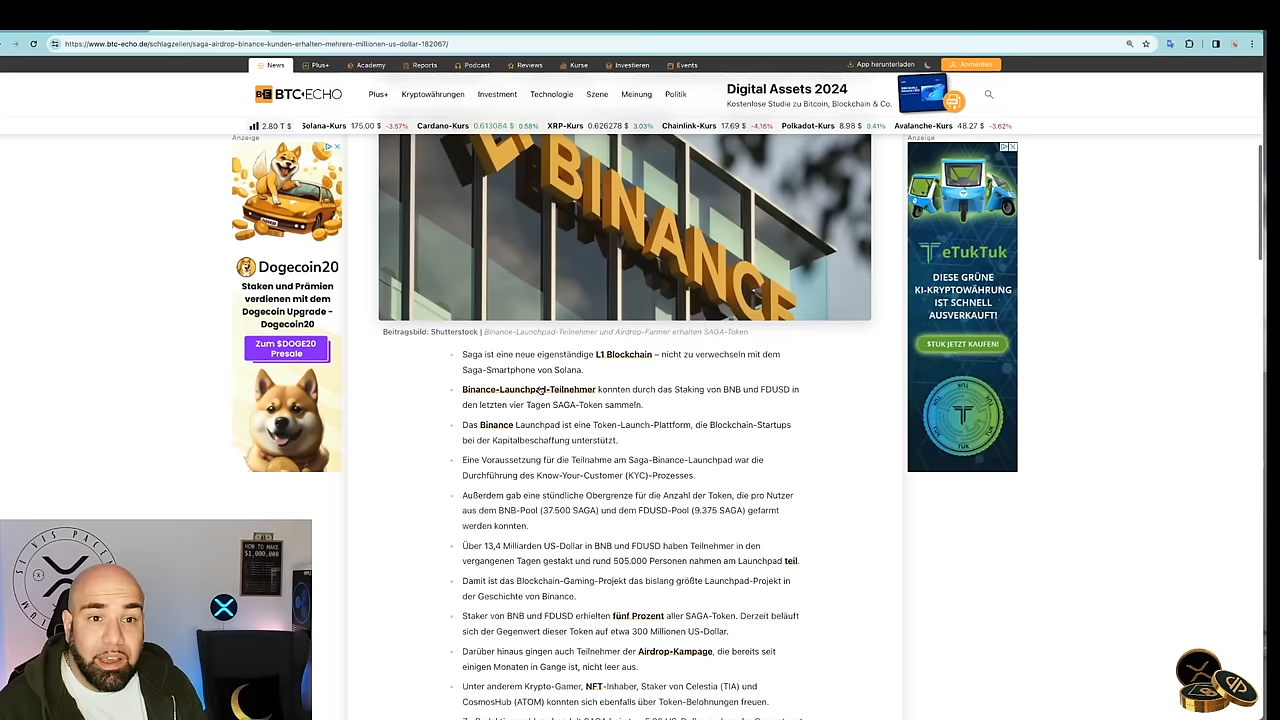 https://www.btc-echo.de/schlagzeilen/saga-airdrop-binance-kunden-erhalten-mehrere-millionen-us-dollar-182067/
News Plus+ Academy Reports Podcast Reviews Kurse Investieren Events App herunterladen Anmelden
BTC-ECHO
Plus+ Kryptowährungen Investment Technologie Szene Meinung Politik
Digital Assets 2024
Kostenlose Studie zu Bitcoin, Blockchain & Co.
2.80 T $ Solana-Kurs 175.00 $ -3.57% Cardano-Kurs 0.613084 $ 0.58% XRP-Kurs 0.626278 $ 3.03% Chainlink-Kurs 17.69 $ -4.16% Polkadot-Kurs 8.98 $ 0.41% Avalanche-Kurs 48.27 $ -3.62%
Anzeige
Anzeige
BINANCE
Dogecoin20
Staken und Prämien
verdienen mit dem
Dogecoin Upgrade -
Dogecoin20
Zum $DOGE20
Presale
eTukTuk
DIESE GRÜNE
KI-KRYPTOWÄHRUNG
IST SCHNELL
AUSVERKAUFT!
$TUK JETZT KAUFEN!
Beitragsbild: Shutterstock | Binance-Launchpad-Teilnehmer und Airdrop-Farmer erhalten SAGA-Token
Saga ist eine neue eigenständige L1 Blockchain – nicht zu verwechseln mit dem
Saga-Smartphone von Solana.
Binance-Launchpad-Teilnehmer konnten durch das Staking von BNB und FDUSD in
den letzten vier Tagen SAGA-Token sammeln.
Das Binance Launchpad ist eine Token-Launch-Plattform, die Blockchain-Startups
bei der Kapitalbeschaffung unterstützt.
Eine Voraussetzung für die Teilnahme am Saga-Binance-Launchpad war die
Durchführung des Know-Your-Customer (KYC)-Prozesses.
Außerdem gab eine stündliche Obergrenze für die Anzahl der Token, die pro Nutzer
aus dem BNB-Pool (37.500 SAGA) und dem FDUSD-Pool (9.375 SAGA) gefarmt
werden konnten.
Über 13,4 Milliarden US-Dollar in BNB und FDUSD haben Teilnehmer in den
vergangenen Tagen gestakt und rund 505.000 Personen nahmen am Launchpad teil.
Damit ist das Blockchain-Gaming-Projekt das bislang größte Launchpad-Projekt in
der Geschichte von Binance.
Staker von BNB und FDUSD erhielten fünf Prozent aller SAGA-Token. Derzeit beläuft
sich der Gegenwert dieser Token auf etwa 300 Millionen US-Dollar.
Darüber hinaus gingen auch Teilnehmer der Airdrop-Kampage, die bereits seit
einigen Monaten in Gange ist, nicht leer aus.
Unter anderem Krypto-Gamer, NFT-Inhaber, Staker von Celestia (TIA) und
CosmosHub (ATOM) konnten sich ebenfalls über Token-Belohnungen freuen.
HOW TO MAKE
$1,000,000